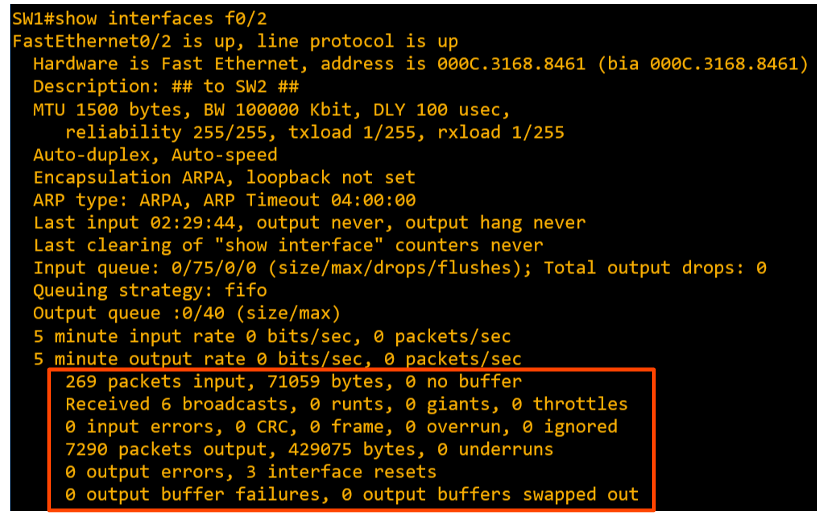 SW1#show interfaces f0/2
FastEthernet0/2 is up, line protocol is up
Hardware is Fast Ethernet, address is 000C.3168.8461 (bia 000C.3168.8461)
Description: ## to SW2 ##
MTU 1500 bytes, BW 100000 Kbit, DLY 100 usec,
reliability 255/255, txload 1/255, rxload 1/255
Auto-duplex, Auto-speed
Encapsulation ARPA, loopback not set
ARP type: ARPA, ARP Timeout 04:00:00
Last input 02:29:44, output never, output hang never
Last clearing of "show interface" counters never
Input queue: 0/75/0/0 (size/max/drops/flushes); Total output drops: 0
Queuing strategy: fifo
Output queue :0/40 (size/max)
5 minute input rate 0 bits/sec, 0 packets/sec
5 minute output rate 0 bits/sec, 0 packets/sec
269 packets input, 71059 bytes, 0 no buffer
Received 6 broadcasts, 0 runts, 0 giants, 0 throttles
0 input errors, 0 CRC, 0 frame, 0 overrun, 0 ignored
7290 packets output, 429075 bytes, 0 underruns
0 output errors, 3 interface resets
0 output buffer failures, 0 output buffers swapped out